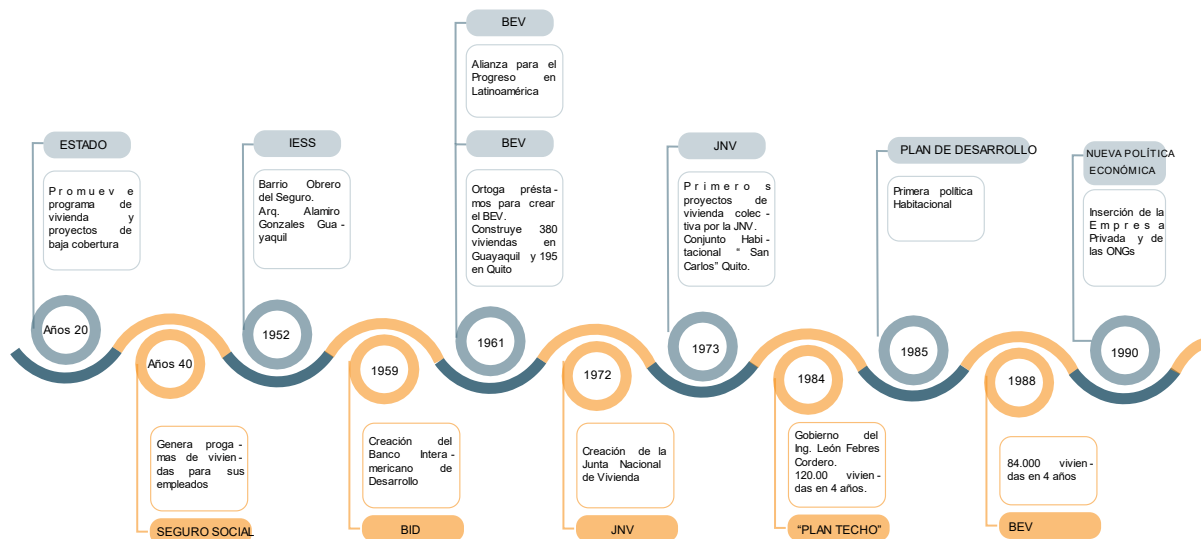 ESTADO
Promueve
programa de
vivienda y
proyectos de
baja cobertura
Años 20
Años 40
Genera proga-
mas de vivien-
das para sus
empleados
SEGURO SOCIAL
IESS
Barrio Obrero
del Seguro.
Arq. Alamiro
Gonzales Gua-
yaquil
1952
1959
Creación del
Banco Intera-
mericano de
Desarrollo
BID
BEV
Alianza para el
Progreso en
Latinoamérica
BEV
Ortoga présta-
mos para crear
el BEV.
Construye 380
viviendas en
Guayaquil y 195
en Quito
1961
1972
Creación de la
Junta Nacional
de Vivienda
JNV
JNV
Primero s
proyectos de
vivienda colec-
tiva por la JNV.
Conjunto Habi-
tacional “ San
Carlos” Quito.
1973
1984
Gobierno del
Ing. León Febres
Cordero.
120.00 vivien-
das en 4 años.
“PLAN TECHO”
PLAN DE DESARROLLO
Primera política
Habitacional
1985
1988
84.000 vivien-
das en 4 años
BEV
NUEVA POLÍTICA
ECONÓMICA
Inserción de la
Empresa
Privada y de
las ONGs
1990